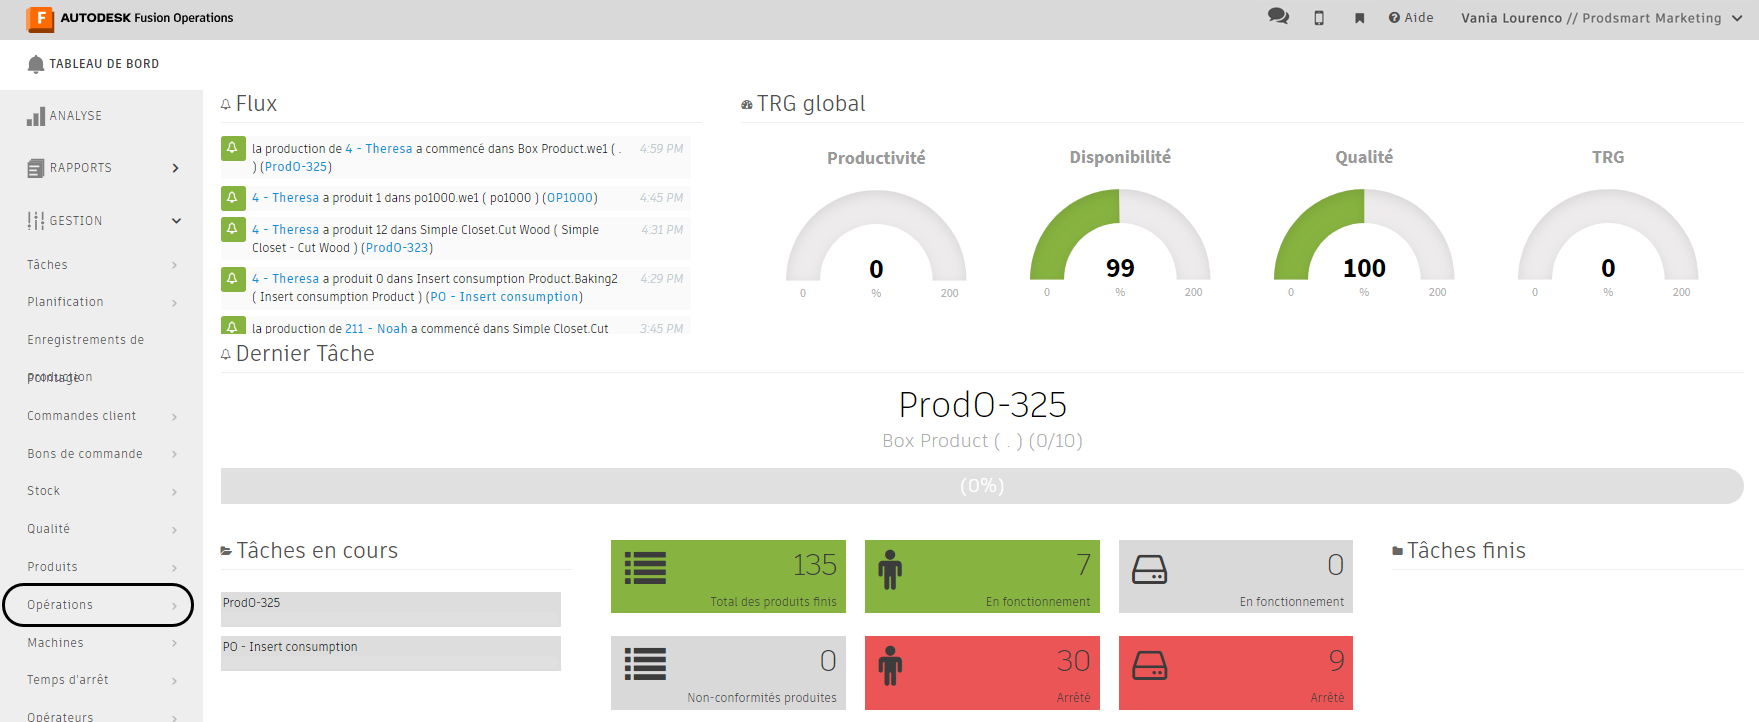 AUTODESK Fusion Operations
Aide
Vania Lourenco // Prodsmart Marketing
TABLEAU DE BORD
ANALYSE
RAPPORTS
GESTION
Tâches
Planification
Enregistrements de
production
Pointage
Commandes client
Bons de commande
Stock
Qualité
Produits
Opérations
Machines
Temps d'arrêt
Opérateurs
Flux
la production de 4 - Theresa a commencé dans Box Product.we1 ( . 4:59 PM
) (ProdO-325)
4 - Theresa a produit 1 dans po1000.we1 ( po1000 ) (OP1000) 4:45 PM
4 - Theresa a produit 12 dans Simple Closet.Cut Wood ( Simple 4:31 PM
Closet - Cut Wood ) (ProdO-323)
4 - Theresa a produit 0 dans Insert consumption Product.Baking2 4:29 PM
( Insert consumption Product ) (PO - Insert consumption)
la production de 211 - Noah a commencé dans Simple Closet.Cut 3:45 PM
TRG global
Productivité
0
0 % 200
Disponibilité
99
0 % 200
Qualité
100
0 % 200
TRG
0
0 % 200
Dernier Tâche
ProdO-325
Box Product ( . ) (0/10)
(0%)
Tâches en cours
ProdO-325
PO - Insert consumption
135
Total des produits finis
7
En fonctionnement
0
En fonctionnement
0
Non-conformités produites
30
Arrêté
9
Arrêté
Tâches finis